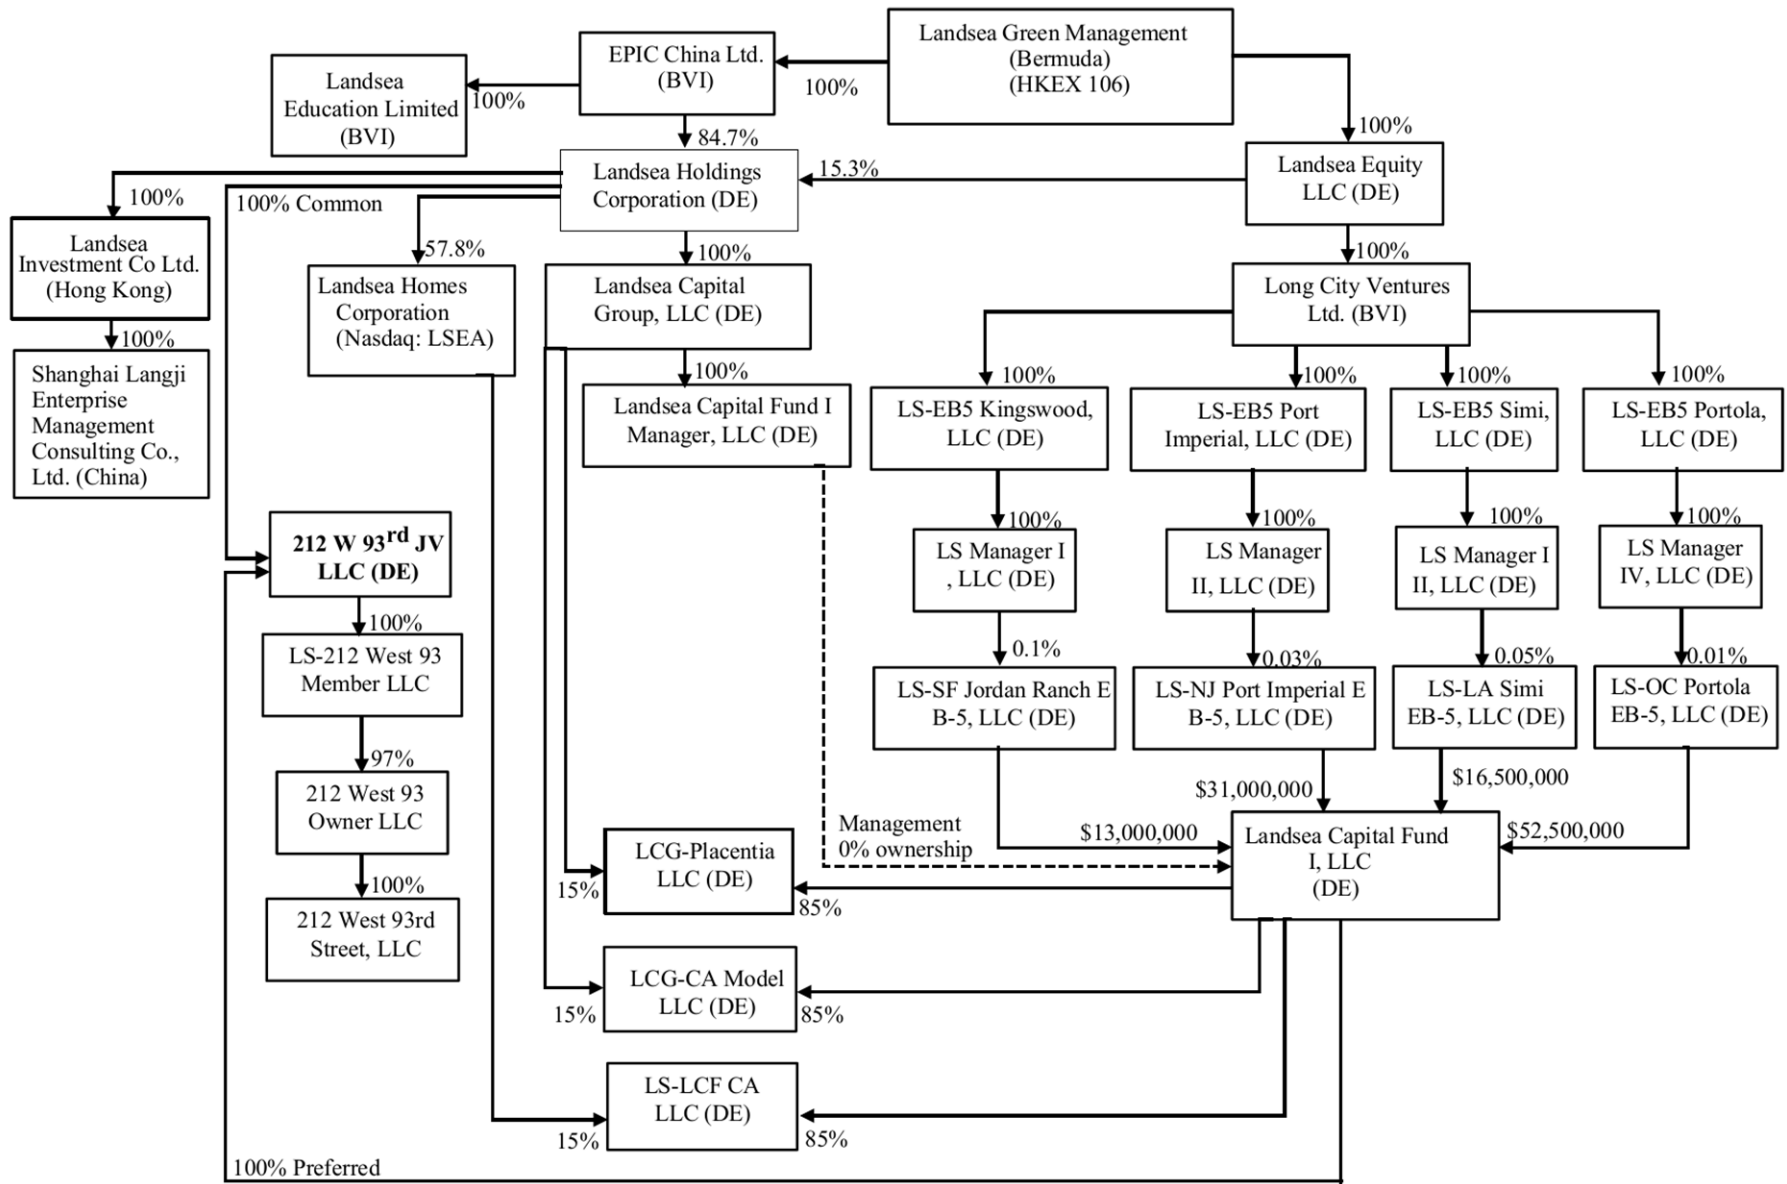 Landsea Green Management
(Bermuda)
(HKEX 106)
EPIC China Ltd.
(BVI)
100%
Landsea
Education Limited
(BVI)
100%
84.7%
100%
Landsea Holdings
Corporation (DE)
15.3%
Landsea Equity
LLC (DE)
100%
100% Common
57.8%
100%
100%
Landsea
Investment Co Ltd.
(Hong Kong)
Landsea Homes
Corporation
(Nasdaq: LSEA)
Landsea Capital
Group, LLC (DE)
Long City Ventures
Ltd. (BVI)
100%
Shanghai Langji
Enterprise
Management
Consulting Co.,
Ltd. (China)
100%
Landsea Capital Fund I
Manager, LLC (DE)
100%
100%
100%
100%
LS-EB5 Kingswood,
LLC (DE)
LS-EB5 Port
Imperial, LLC (DE)
LS-EB5 Simi,
LLC (DE)
LS-EB5 Portola,
LLC (DE)
100%
100%
100%
100%
212 W 93rd JV
LLC (DE)
LS Manager I
, LLC (DE)
LS Manager
II, LLC (DE)
LS Manager I
II, LLC (DE)
LS Manager
IV, LLC (DE)
100%
0.1%
0.03%
0.05%
0.01%
LS-212 West 93
Member LLC
LS-SF Jordan Ranch E
B-5, LLC (DE)
LS-NJ Port Imperial E
B-5, LLC (DE)
LS-LA Simi
EB-5, LLC (DE)
LS-OC Portola
EB-5, LLC (DE)
97%
212 West 93
Owner LLC
$31,000,000
$16,500,000
Management
0% ownership
$13,000,000
Landsea Capital Fund
I, LLC
(DE)
$52,500,000
100%
212 West 93rd
Street, LLC
LCG-Placentia
LLC (DE)
15%
85%
LCG-CA Model
LLC (DE)
15%
85%
LS-LCF CA
LLC (DE)
15%
85%
100% Preferred